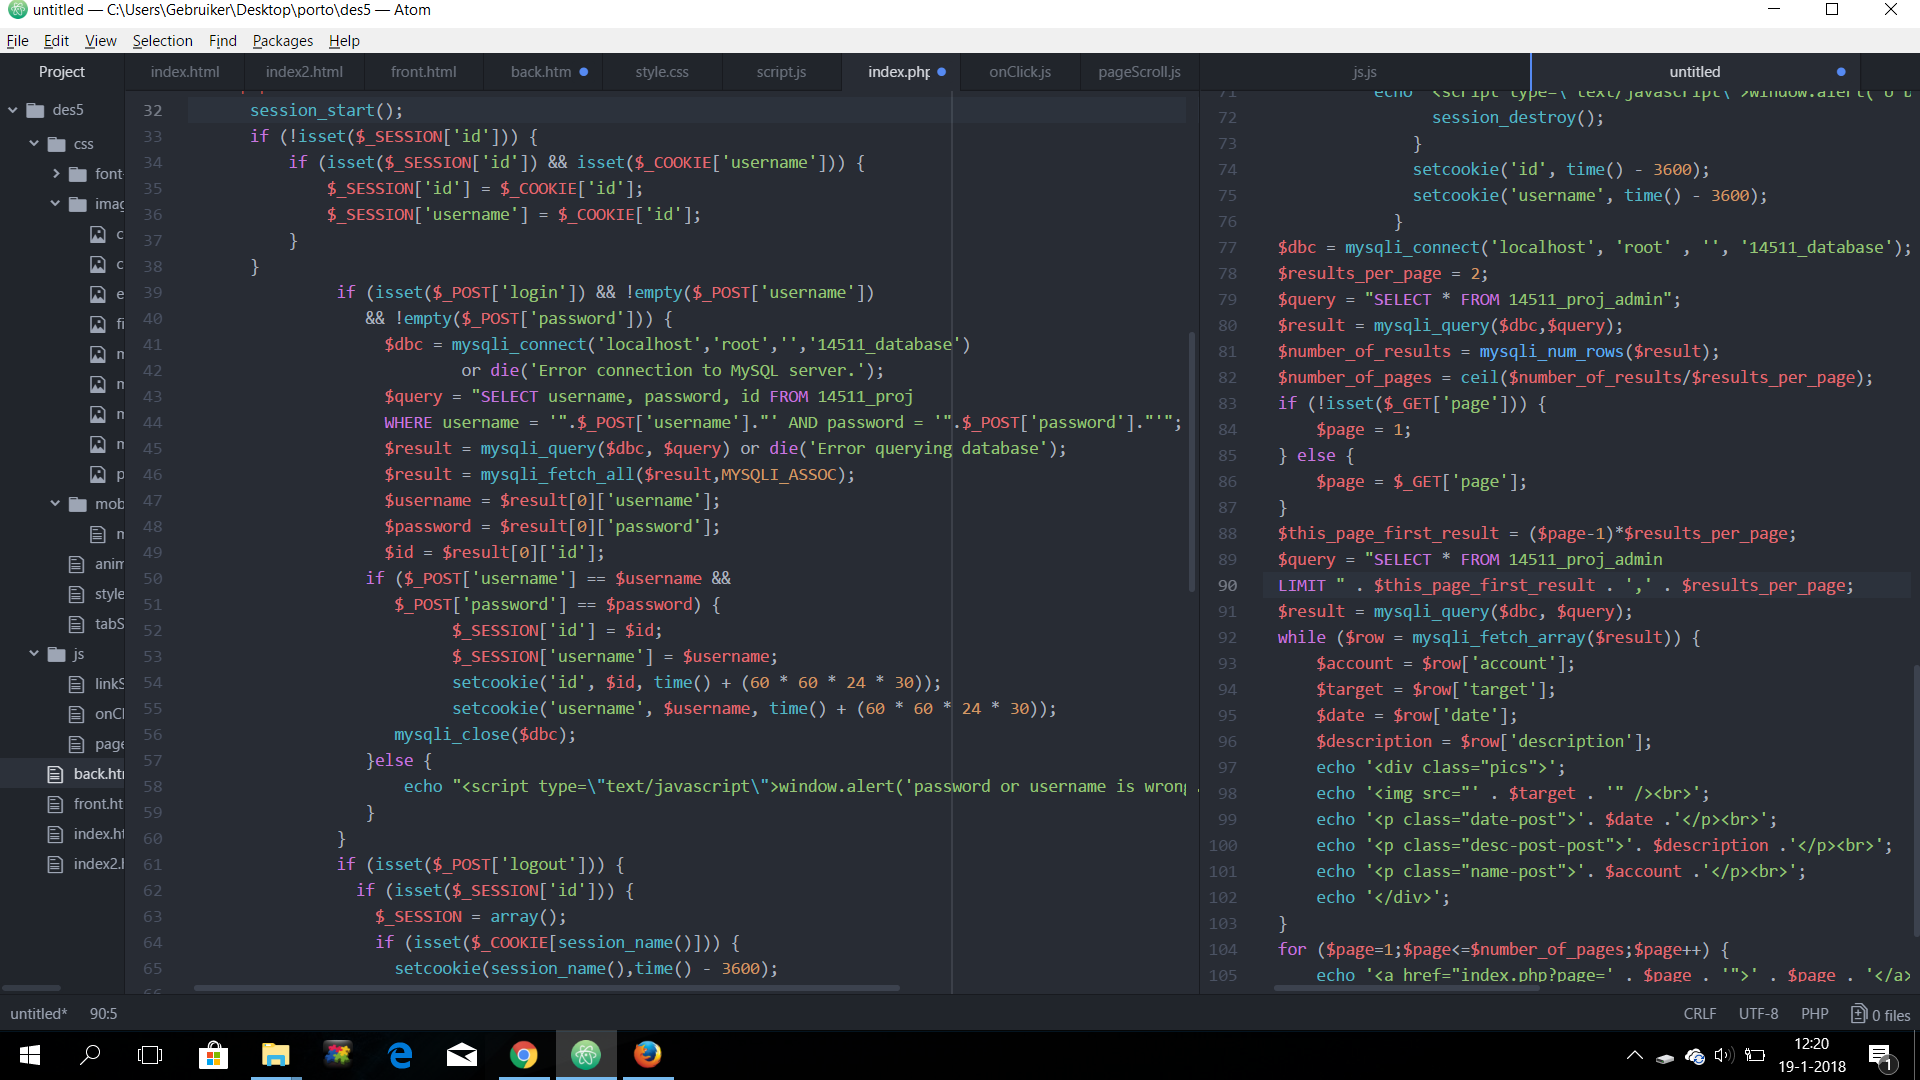 untitled — C:\Users\Gebruiker\Desktop\porto\des5 — Atom
File Edit View Selection Find Packages Help
Project
index.html index2.html front.html back.htm style.css script.js index.php onClick.js pageScroll.js js.js untitled
des5
css
font-
imag
c
c
e
fi
m
m
m
m
p
mob
m
anim
style
tabS
js
linkS
onCl
page
back.htm
front.ht
index.ht
index2.h
32 session_start();
33 if (!isset($_SESSION['id'])) {
34 if (isset($_SESSION['id']) && isset($_COOKIE['username'])) {
35 $_SESSION['id'] = $_COOKIE['id'];
36 $_SESSION['username'] = $_COOKIE['id'];
37 }
38 }
39 if (isset($_POST['login']) && !empty($_POST['username'])
40 && !empty($_POST['password'])) {
41 $dbc = mysqli_connect('localhost','root','','14511_database')
42 or die('Error connection to MySQL server.');
43 $query = "SELECT username, password, id FROM 14511_proj
44 WHERE username = '".$_POST['username']."' AND password = '".$_POST['password']."'";
45 $result = mysqli_query($dbc, $query) or die('Error querying database');
46 $result = mysqli_fetch_all($result,MYSQLI_ASSOC);
47 $username = $result[0]['username'];
48 $password = $result[0]['password'];
49 $id = $result[0]['id'];
50 if ($_POST['username'] == $username &&
51 $_POST['password'] == $password) {
52 $_SESSION['id'] = $id;
53 $_SESSION['username'] = $username;
54 setcookie('id', $id, time() + (60 * 60 * 24 * 30));
55 setcookie('username', $username, time() + (60 * 60 * 24 * 30));
56 mysqli_close($dbc);
57 }else {
58 echo "<script type=\"text/javascript\">window.alert('password or username is wrong
59 }
60 }
61 if (isset($_POST['logout'])) {
62 if (isset($_SESSION['id'])) {
63 $_SESSION = array();
64 if (isset($_COOKIE[session_name()])) {
65 setcookie(session_name(),time() - 3600);
66
71 echo "<script type=\"text/javascript\">window.alert('
72 session_destroy();
73 }
74 setcookie('id', time() - 3600);
75 setcookie('username', time() - 3600);
76 }
77 $dbc = mysqli_connect('localhost', 'root' , '', '14511_database');
78 $results_per_page = 2;
79 $query = "SELECT * FROM 14511_proj_admin";
80 $result = mysqli_query($dbc,$query);
81 $number_of_results = mysqli_num_rows($result);
82 $number_of_pages = ceil($number_of_results/$results_per_page);
83 if (!isset($_GET['page'])) {
84 $page = 1;
85 } else {
86 $page = $_GET['page'];
87 }
88 $this_page_first_result = ($page-1)*$results_per_page;
89 $query = "SELECT * FROM 14511_proj_admin
90 LIMIT " . $this_page_first_result . ',' . $results_per_page;
91 $result = mysqli_query($dbc, $query);
92 while ($row = mysqli_fetch_array($result)) {
93 $account = $row['account'];
94 $target = $row['target'];
95 $date = $row['date'];
96 $description = $row['description'];
97 echo '<div class="pics">';
98 echo '<img src="' . $target . '" /><br>';
99 echo '<p class="date-post">'. $date .'</p><br>';
100 echo '<p class="desc-post-post">'. $description .'</p><br>';
101 echo '<p class="name-post">'. $account .'</p><br>';
102 echo '</div>';
103 }
104 for ($page=1;$page<=$number_of_pages;$page++) {
105 echo '<a href="index.php?page=' . $page . '">' . $page . '</a>
untitled* 90:5 CRLF UTF-8 PHP 0 files
12:20
19-1-2018
1